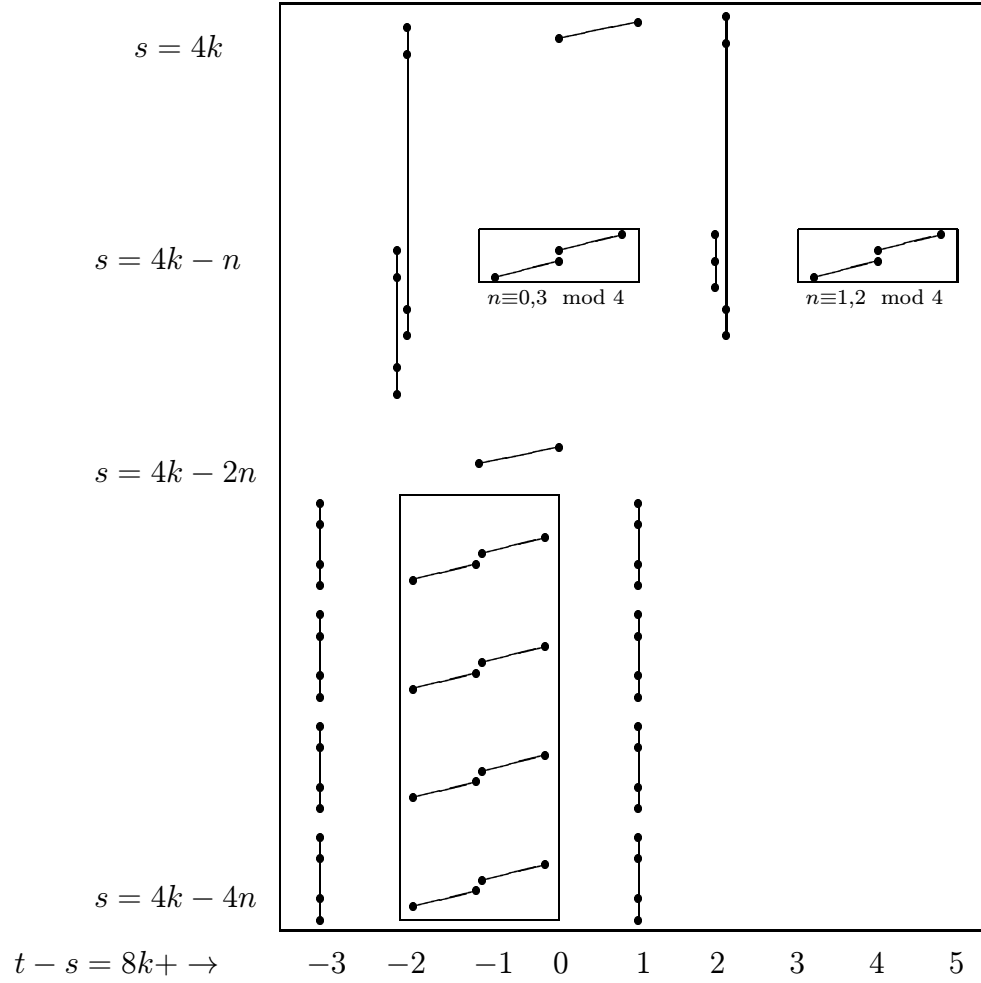 s = 4k
s = 4k − n
n≡0,3 mod 4
n≡1,2 mod 4
s = 4k − 2n
s = 4k − 4n
t − s = 8k+ → −3 −2 −1 0 1 2 3 4 5